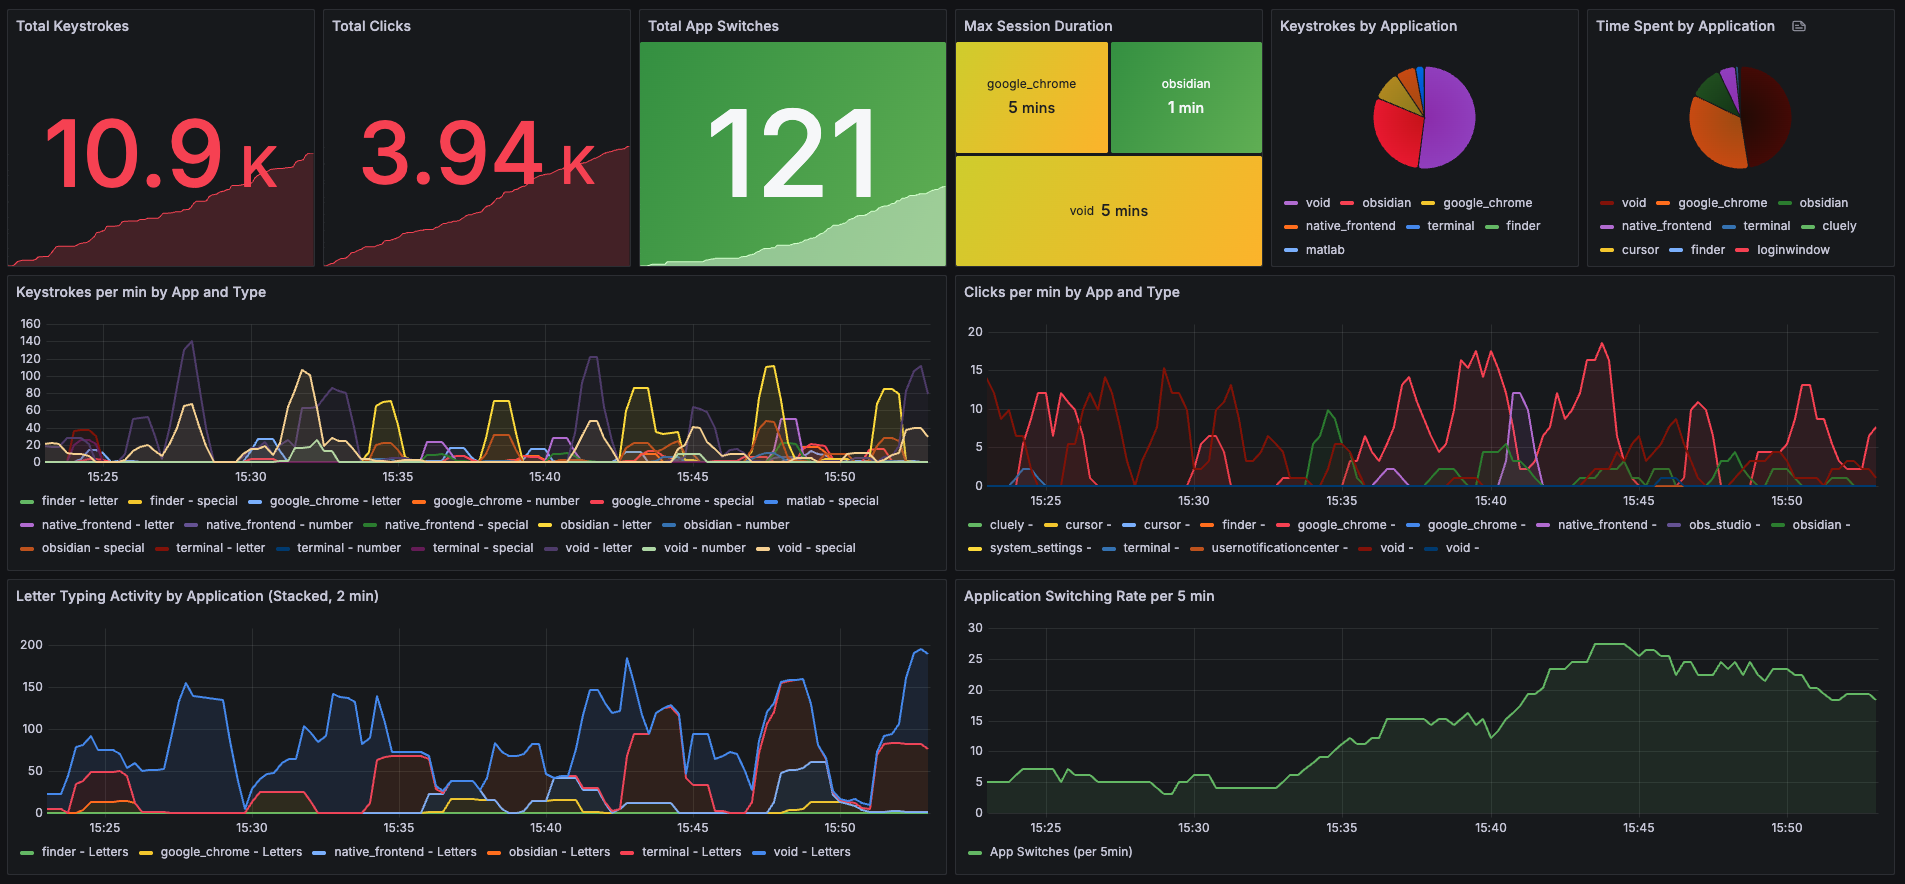 Total Keystrokes
10.9 K
Total Clicks
3.94 K
Total App Switches
121
Max Session Duration
google_chrome
5 mins
obsidian
1 min
void 5 mins
Keystrokes by Application
void obsidian google_chrome
native_frontend terminal finder
matlab
Time Spent by Application
void google_chrome obsidian
native_frontend terminal cluely
cursor finder loginwindow
Keystrokes per min by App and Type
160
140
120
100
80
60
40
20
0
15:25 15:30 15:35 15:40 15:45 15:50
finder - letter finder - special google_chrome - letter google_chrome - number google_chrome - special matlab - special
native_frontend - letter native_frontend - number native_frontend - special obsidian - letter obsidian - number
obsidian - special terminal - letter terminal - number terminal - special void - letter void - number void - special
Clicks per min by App and Type
20
15
10
5
0
15:25 15:30 15:35 15:40 15:45 15:50
cluely - cursor - cursor - finder - google_chrome - google_chrome - native_frontend - obs_studio - obsidian -
system_settings - terminal - usernotificationcenter - void - void -
Letter Typing Activity by Application (Stacked, 2 min)
200
150
100
50
0
15:25 15:30 15:35 15:40 15:45 15:50
finder - Letters google_chrome - Letters native_frontend - Letters obsidian - Letters terminal - Letters void - Letters
Application Switching Rate per 5 min
30
25
20
15
10
5
0
15:25 15:30 15:35 15:40 15:45 15:50
App Switches (per 5min)